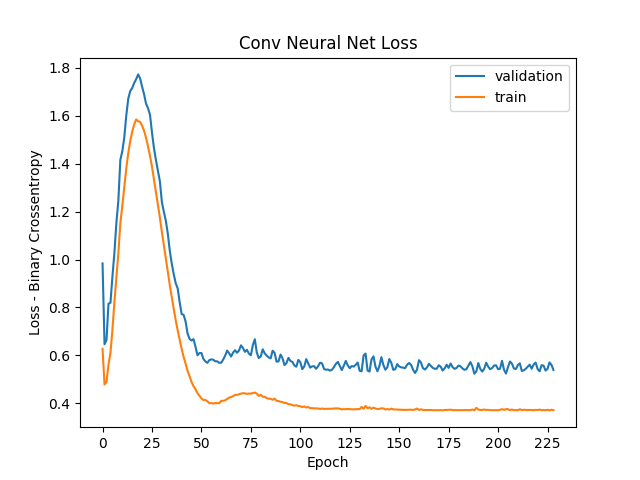 Conv Neural Net Loss
validation
train
Loss - Binary Crossentropy
1.8
1.6
1.4
1.2
1.0
0.8
0.6
0.4
0 25 50 75 100 125 150 175 200 225
Epoch